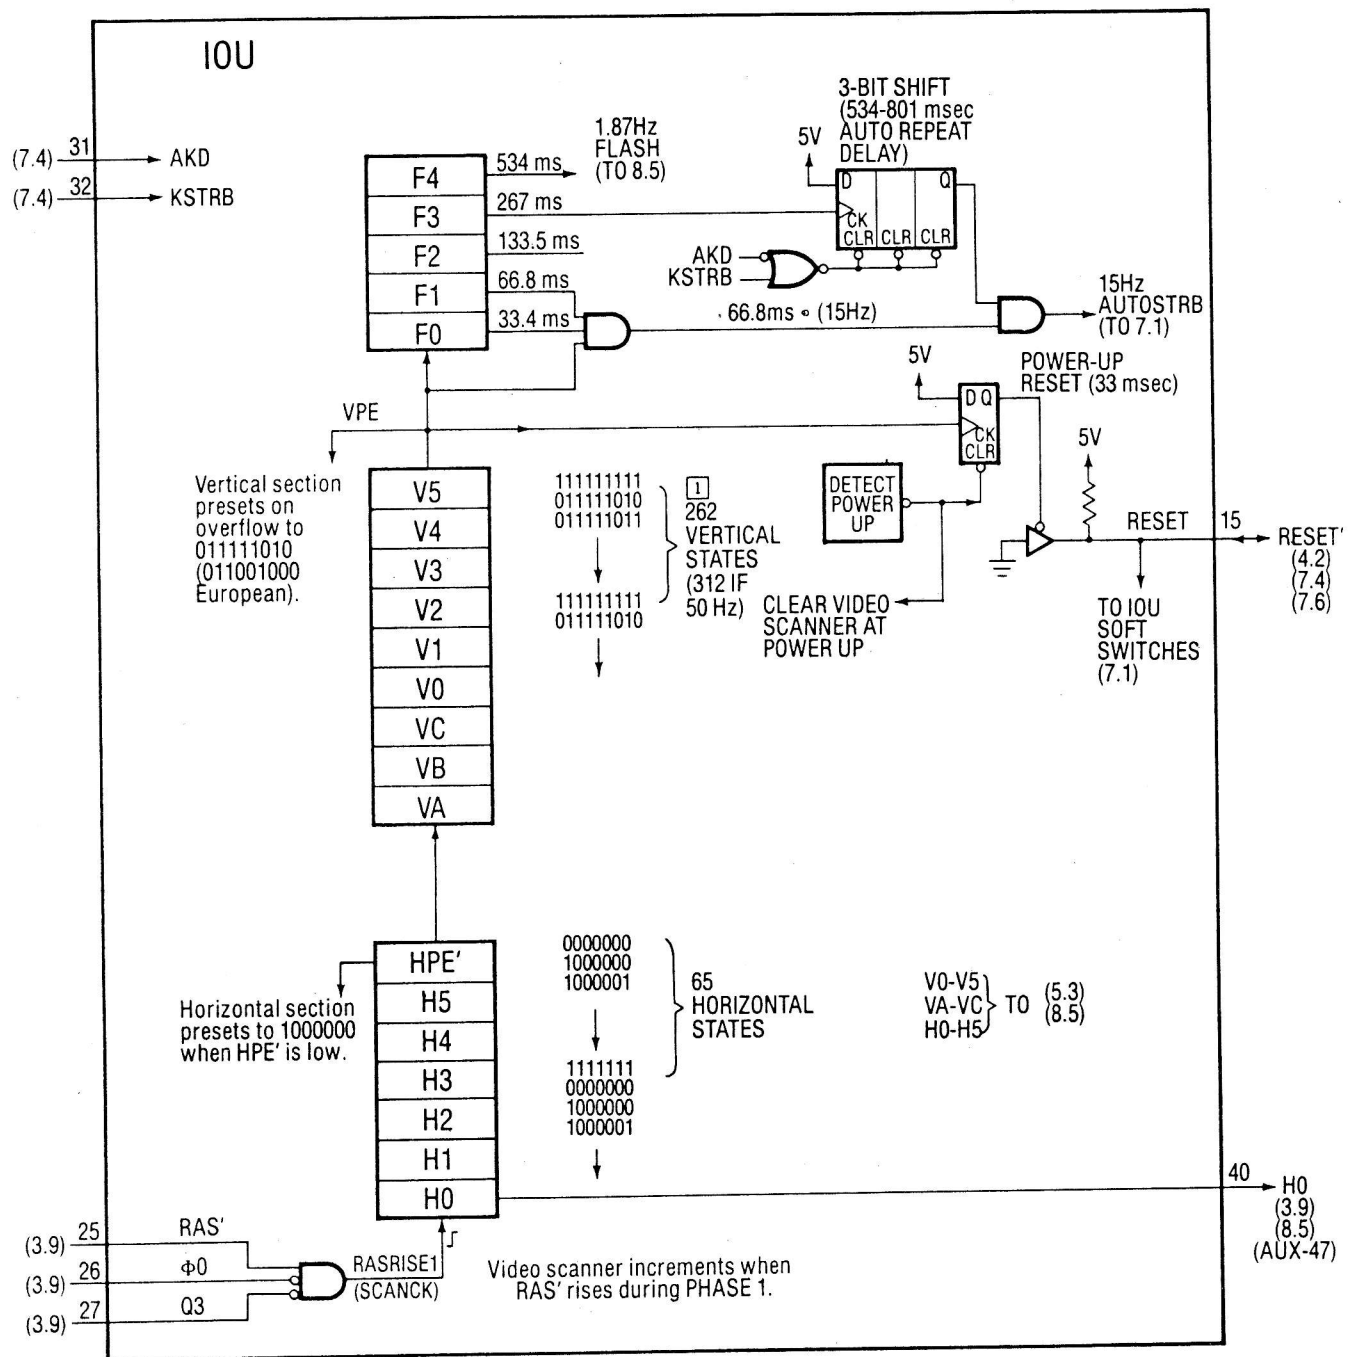 IOU
31
(7.4)
AKD
32
(7.4)
KSTRB
F4
F3
F2
F1
F0
534 ms
267 ms
133.5 ms
66.8 ms
33.4 ms
1.87Hz
FLASH
(TO 8.5)
3-BIT SHIFT
(534-801 msec
AUTO REPEAT
DELAY)
5V
D
Q
CK
CLR
CLR
CLR
AKD
KSTRB
66.8ms (15Hz)
15Hz
AUTOSTRB
(TO 7.1)
VPE
Vertical section
presets on
overflow to
011111010
(011001000
European).
V5
V4
V3
V2
V1
V0
VC
VB
VA
111111111
011111010
011111011
111111111
011111010
1
262
VERTICAL
STATES
(312 IF
50 Hz)
5V
D Q
CK
CLR
POWER-UP
RESET (33 msec)
DETECT
POWER
UP
CLEAR VIDEO
SCANNER AT
POWER UP
5V
RESET
15
RESET′
(4.2)
(7.4)
(7.6)
TO IOU
SOFT
SWITCHES
(7.1)
HPE′
H5
H4
H3
H2
H1
H0
Horizontal section
presets to 1000000
when HPE′ is low.
0000000
1000000
1000001
1111111
0000000
1000000
1000001
65
HORIZONTAL
STATES
V0-V5
VA-VC
H0-H5
TO
(5.3)
(8.5)
40
H0
(3.9)
(8.5)
(AUX-47)
(3.9)
25
RAS′
(3.9)
26
Φ0
(3.9)
27
Q3
RASRISE1
(SCANCK)
Video scanner increments when
RAS′ rises during PHASE 1.